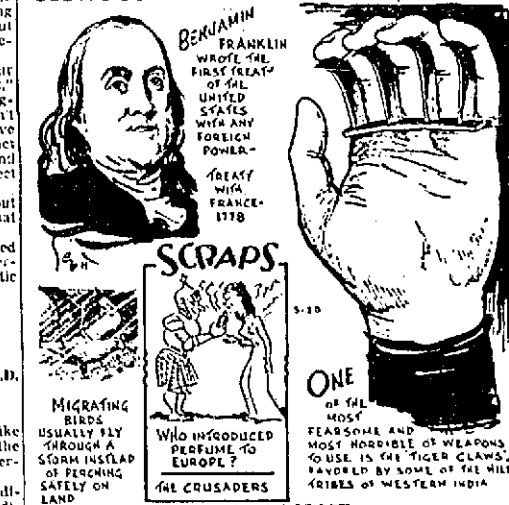 BENJAMIN
FRANKLIN
WROTE THE
FIRST TREATY
OF THE
UNITED
STATES
WITH ANY
FOREIGN
POWER-
TREATY
WITH
FRANCE-
1778
SCRAPS
WHO INTRODUCED
PERFUME TO
EUROPE?
THE CRUSADERS
MIGRATING
BIRDS
USUALLY FLY
THROUGH A
STORM INSTEAD
OF PERCHING
SAFELY ON
LAND
5-10
ONE
OF THE
MOST
FEARSOME AND
MOST HORRIBLE OF WEAPONS
TO USE IS THE "TIGER CLAWS",
FAVORED BY SOME OF THE HILL
TRIBES OF WESTERN INDIA